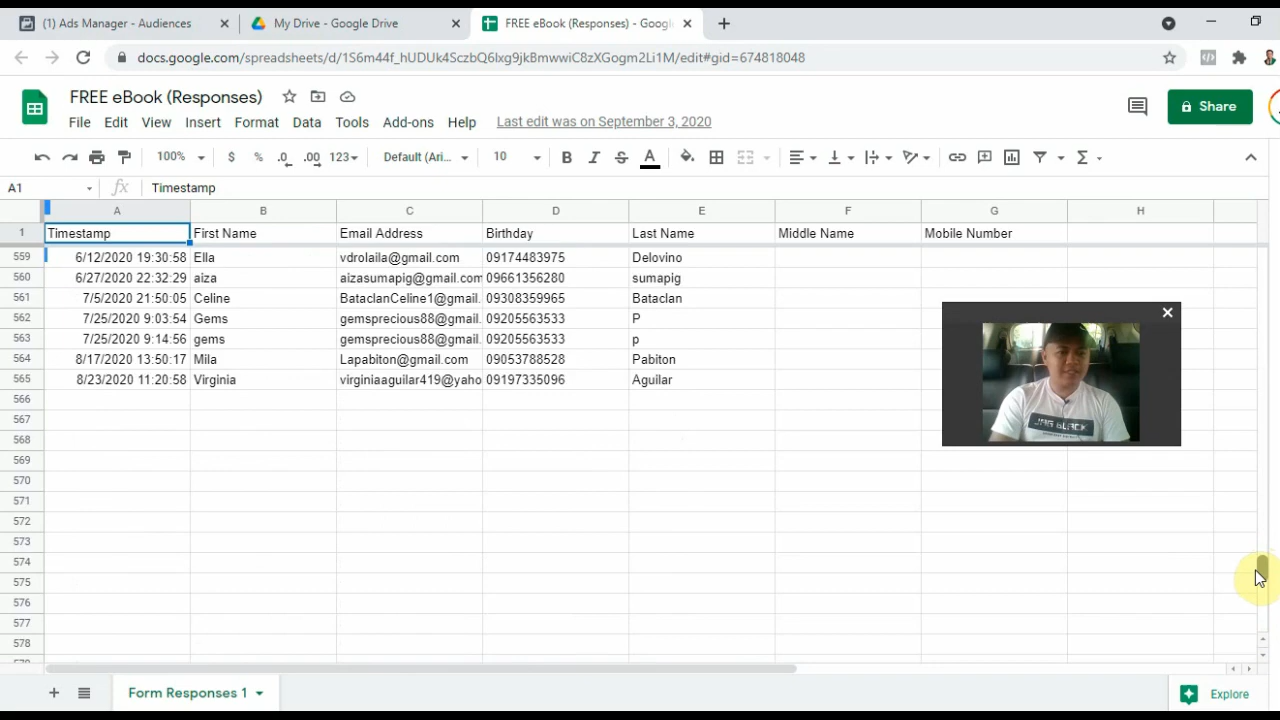 (1) Ads Manager - Audiences
My Drive - Google Drive
FREE eBook (Responses) - Googl
docs.google.com/spreadsheets/d/1S6m44f_hUDUk4SczbQ6lxg9jkBmwwiC8zXGogm2Li1M/edit#gid=674818048
FREE eBook (Responses)
Share
File Edit View Insert Format Data Tools Add-ons Help Last edit was on September 3, 2020
100% $ % .0 .00 123 Default (Ari... 10 B I S A Σ
A1 fx Timestamp
A B C D E F G H
1 Timestamp First Name Email Address Birthday Last Name Middle Name Mobile Number
559 6/12/2020 19:30:58 Ella vdrolaila@gmail.com 09174483975 Delovino
560 6/27/2020 22:32:29 aiza aizasumapig@gmail.com 09661356280 sumapig
561 7/5/2020 21:50:05 Celine BataclanCeline1@gmail. 09308359965 Bataclan
562 7/25/2020 9:03:54 Gems gemsprecious88@gmail. 09205563533 P
563 7/25/2020 9:14:56 gems gemsprecious88@gmail. 09205563533 p
564 8/17/2020 13:50:17 Mila Lapabiton@gmail.com 09053788528 Pabiton
565 8/23/2020 11:20:58 Virginia virginiaaguilar419@yaho 09197335096 Aguilar
566
567
568
569
570
571
572
573
574
575
576
577
578
BLACK
Form Responses 1
Explore